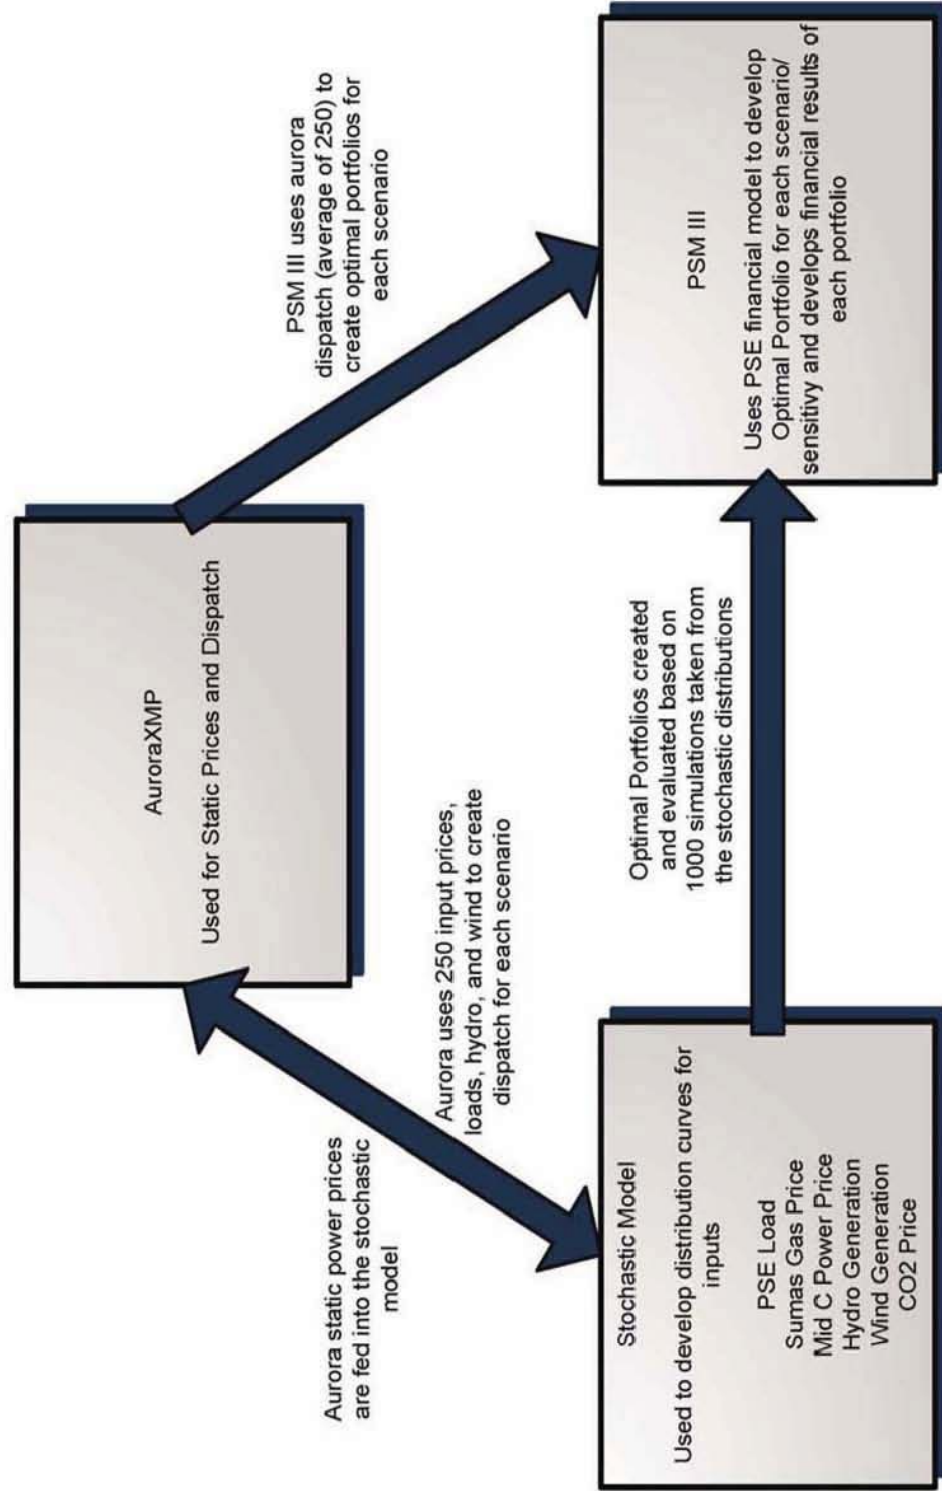 AuroraXMP
Used for Static Prices and Dispatch
Aurora static power prices
are fed into the stochastic
model
Aurora uses 250 input prices,
loads, hydro, and wind to create
dispatch for each scenario
PSM III uses aurora
dispatch (average of 250) to
create optimal portfolios for
each scenario
Stochastic Model
Used to develop distribution curves for
inputs
PSE Load
Sumas Gas Price
Mid C Power Price
Hydro Generation
Wind Generation
CO2 Price
Optimal Portfolios created
and evaluated based on
1000 simulations taken from
the stochastic distributions
PSM III
Uses PSE financial model to develop
Optimal Portfolio for each scenario/
sensitivy and develops financial results of
each portfolio